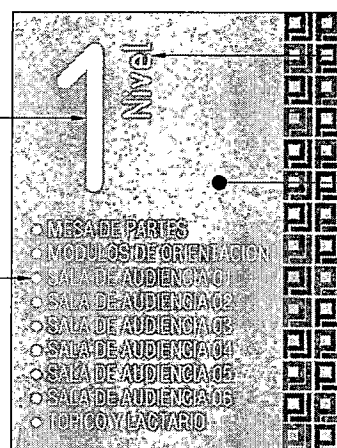 1
Nivel
MESA DE PARTES
MODULOS DE ORIENTACION
SALA DE AUDIENCIA 01
SALA DE AUDIENCIA 02
SALA DE AUDIENCIA 03
SALA DE AUDIENCIA 04
SALA DE AUDIENCIA 05
SALA DE AUDIENCIA 06
TOPICO Y LACTARIO